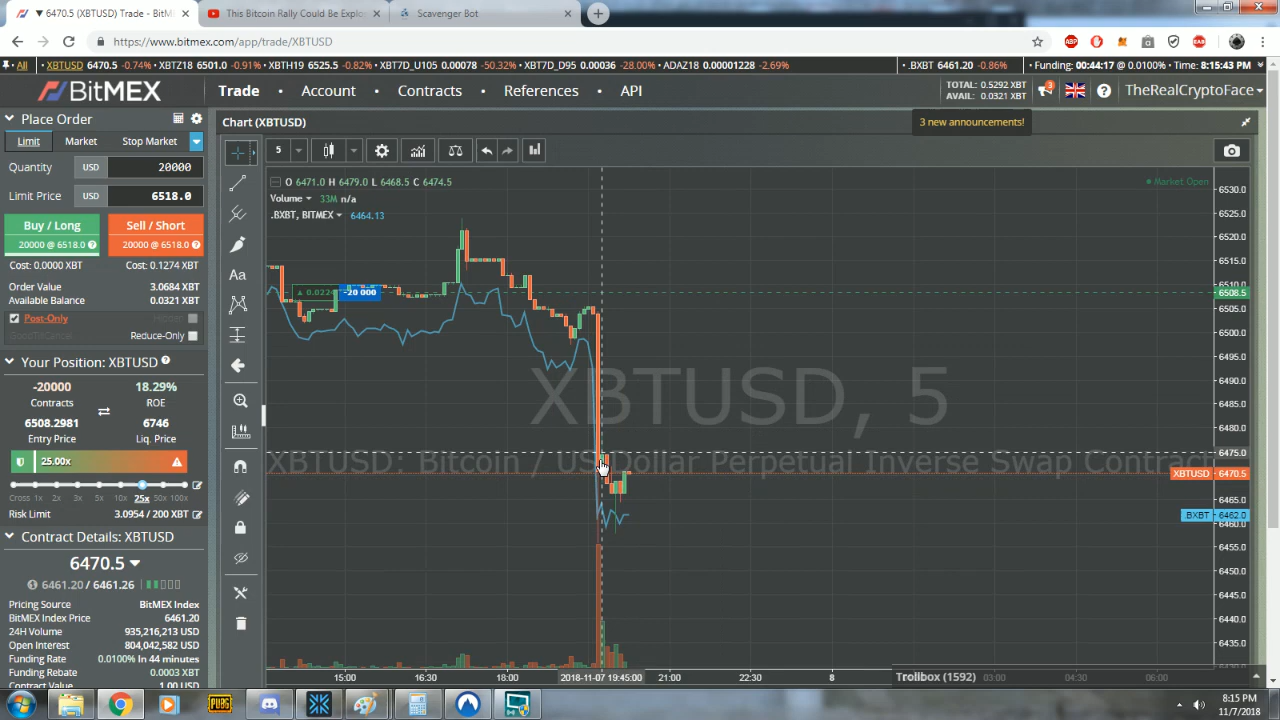 ▼ 6470.5 (XBTUSD) Trade - BitM
This Bitcoin Rally Could Be Explo
Scavenger Bot
https://www.bitmex.com/app/trade/XBTUSD
All
XBTUSD 6470.5 -0.74% XBTZ18 6501.0 -0.91% XBTH19 6525.5 -0.82% XBT7D_U105 0.00078 -50.32% XBT7D_D95 0.00036 -28.00% ADAZ18 0.00001228 -2.69%
.BXBT 6461.20 -0.86%
Funding: 00:44:17 @ 0.0100% Time: 8:15:43 PM
BitMEX
Trade • Account • Contracts • References • API
TOTAL: 0.5292 XBT
AVAIL: 0.0321 XBT
3
TheRealCryptoFace
3 new announcements!
Place Order
Limit Market Stop Market
Quantity USD 20000
Limit Price USD 6518.0
Buy / Long
20000 @ 6518.0
Sell / Short
20000 @ 6518.0
Cost: 0.0000 XBT
Cost: 0.1274 XBT
Order Value 3.0684 XBT
Available Balance 0.0321 XBT
Post-Only
Hidden
GoodTillCancel
Reduce-Only
Your Position: XBTUSD
-20000
Contracts
18.29%
ROE
6508.2981
Entry Price
6746
Liq. Price
25.00x
Cross 1x 2x 3x 5x 10x 25x 50x 100x
Risk Limit 3.0954 / 200 XBT
Contract Details: XBTUSD
6470.5
6461.20 / 6461.26
Pricing Source BitMEX Index
BitMEX Index Price 6461.20
24H Volume 935,216,213 USD
Open Interest 804,042,582 USD
Funding Rate 0.0100% In 44 minutes
Funding Rebate 0.0003 XBT
Contract Value 1.00 USD
Chart (XBTUSD)
5
O 6471.0 H 6479.0 L 6468.5 C 6474.5
Volume 33M n/a
.BXBT, BITMEX 6464.13
Market Open
-20 000
Aa
XBTUSD, 5
XBTUSD: Bitcoin / US Dollar Perpetual Inverse Swap Contract
6530.0
6525.0
6520.0
6515.0
6510.0
6508.5
6505.0
6500.0
6495.0
6490.0
6485.0
6480.0
6475.0
XBTUSD 6470.5
6465.0
BXBT 6462.0
6460.0
6455.0
6450.0
6445.0
6440.0
6435.0
15:00 16:30 18:00 2018-11-07 19:45:00 21:00 22:30 8 03:00 04:30 06:00
Trollbox (1592)
8:15 PM
11/7/2018